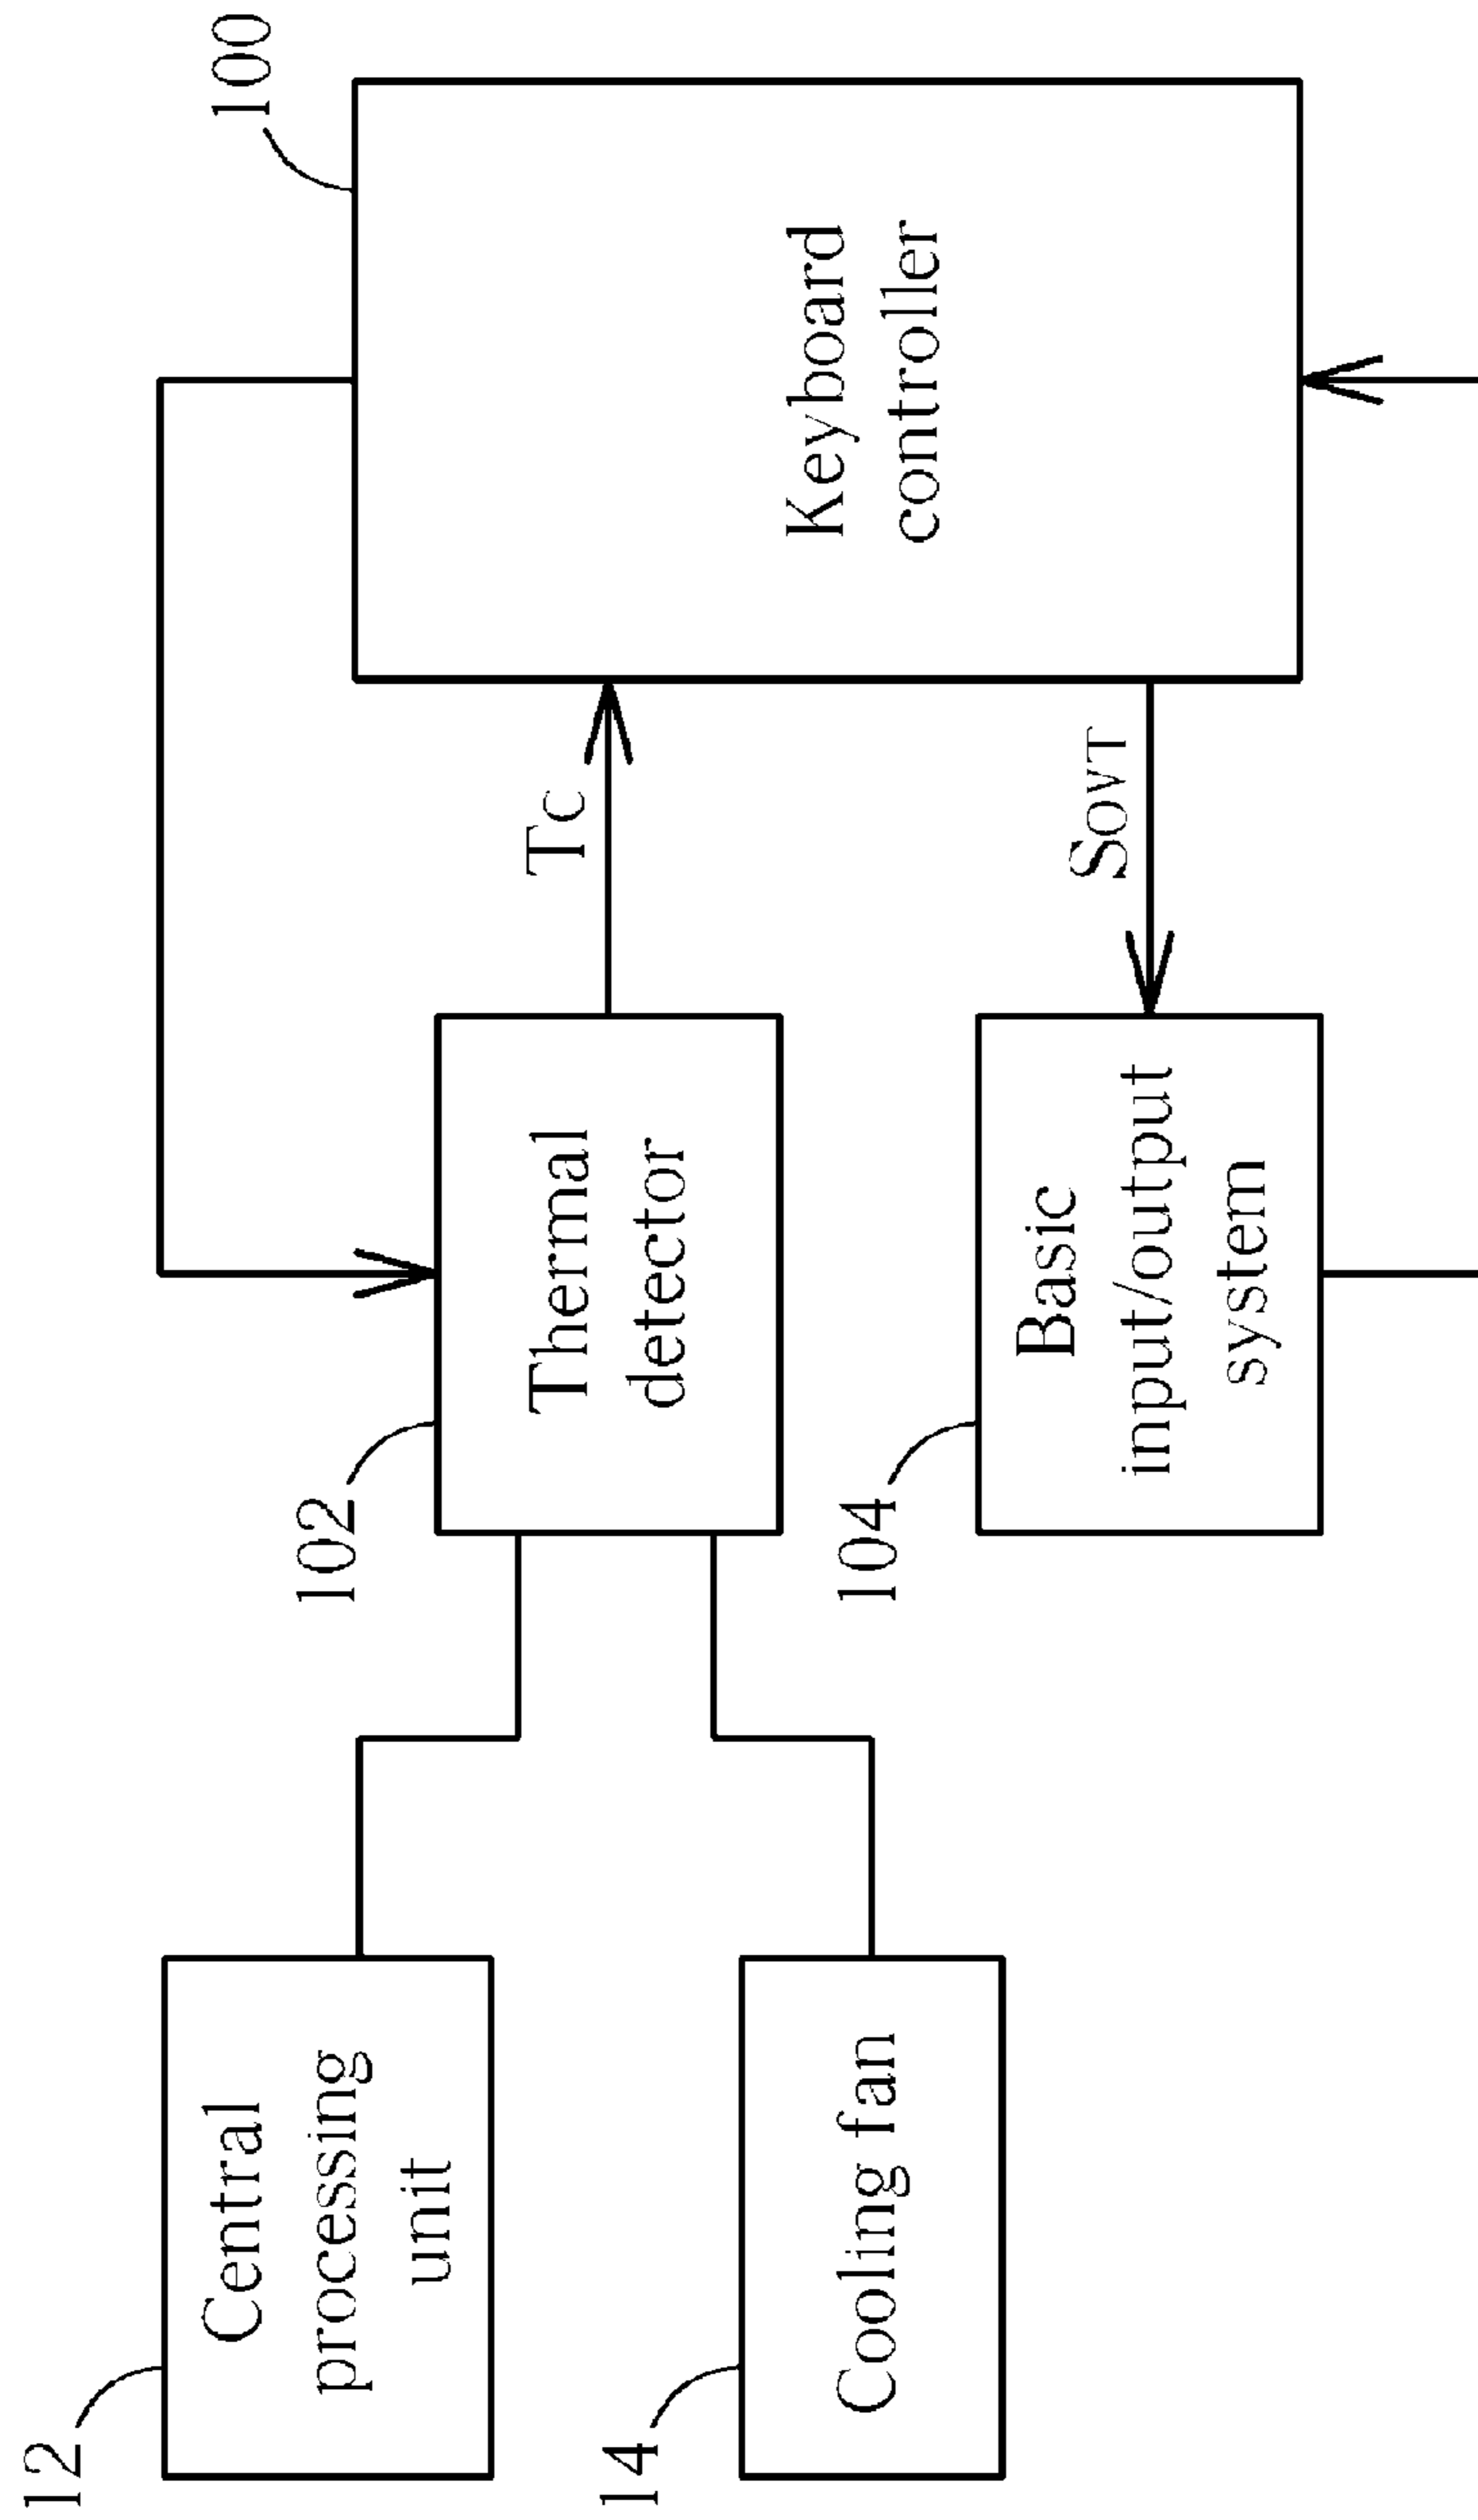 12
Central
processing
unit
102
Thermal
detector
Tc
100
Keyboard
controller
14
Cooling fan
104
Basic
input/output
system
SOVT